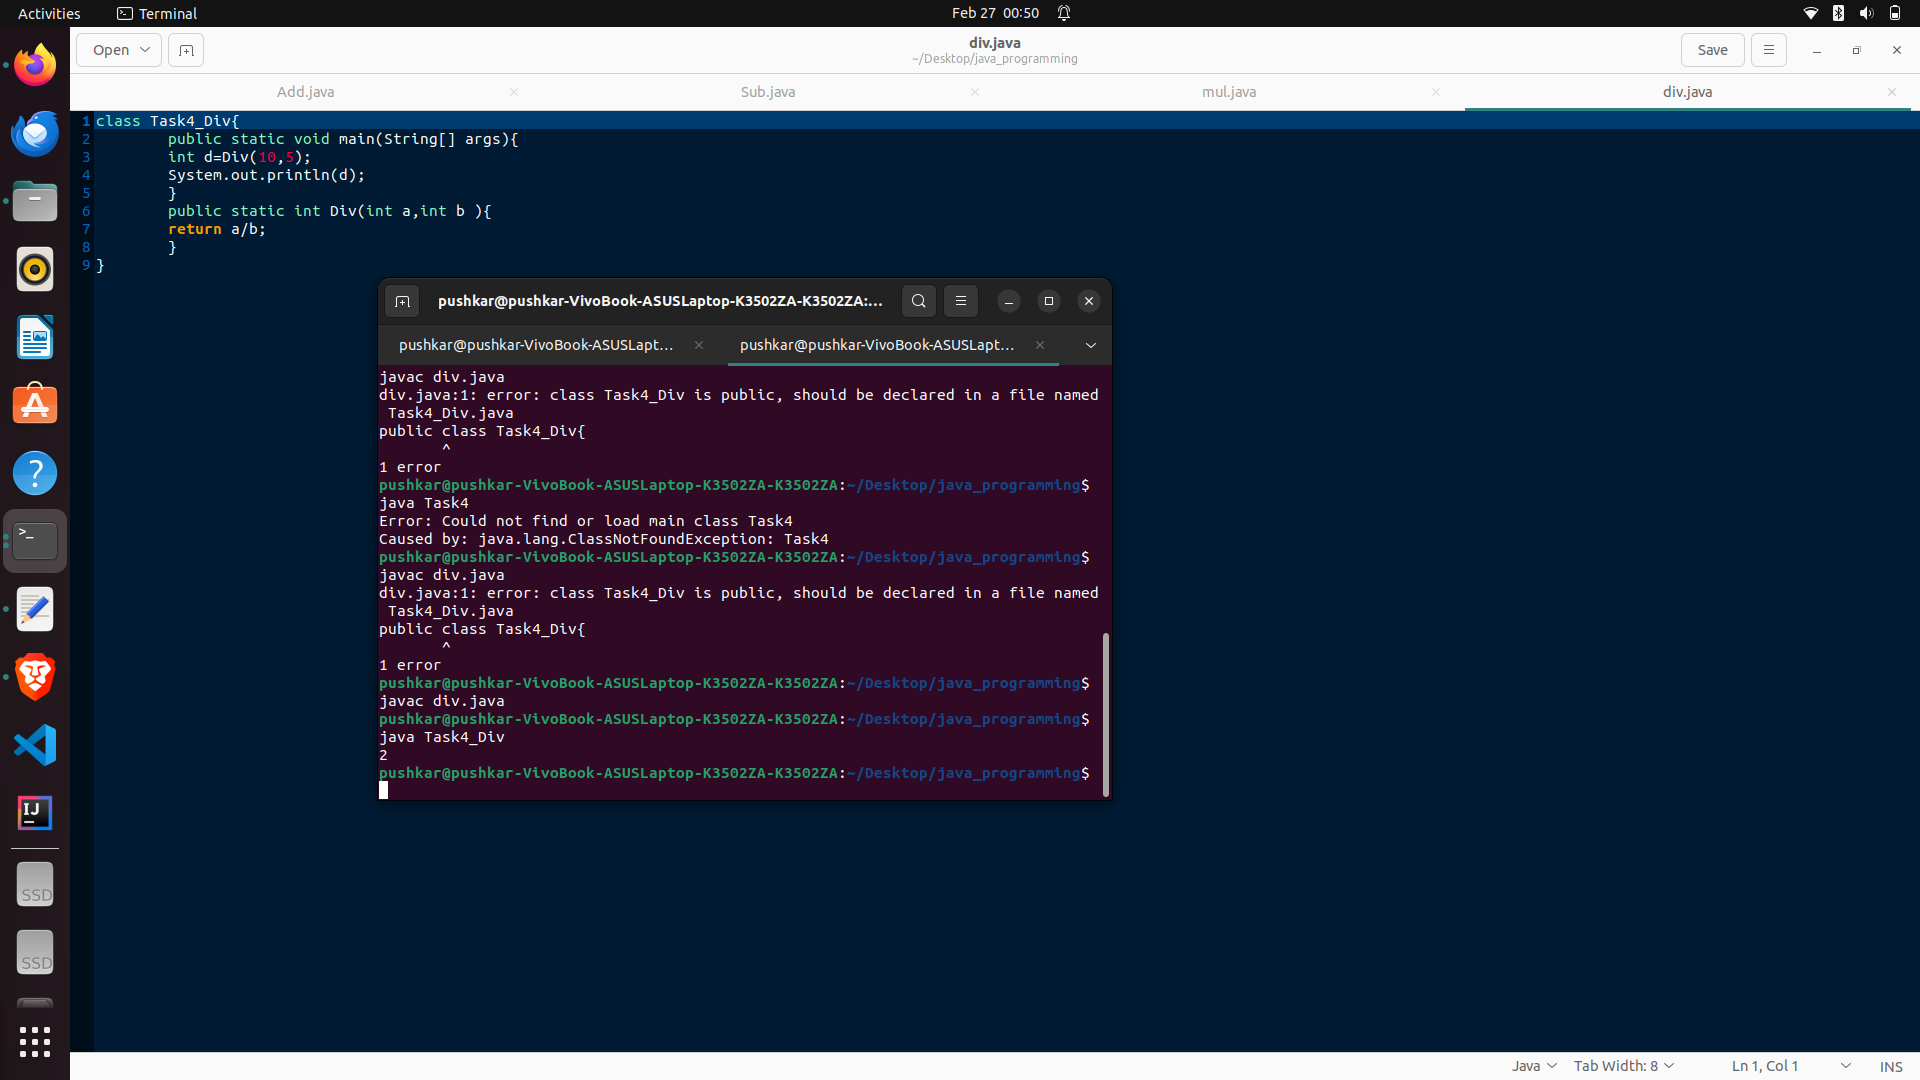 Activities
Terminal
Feb 27 00:50
Open
div.java
~/Desktop/java_programming
Save
Add.java
Sub.java
mul.java
div.java
1 class Task4_Div{
2 public static void main(String[] args){
3 int d=Div(10,5);
4 System.out.println(d);
5 }
6 public static int Div(int a,int b ){
7 return a/b;
8 }
9 }
pushkar@pushkar-VivoBook-ASUSLaptop-K3502ZA-K3502ZA:...
pushkar@pushkar-VivoBook-ASUSLapt...
pushkar@pushkar-VivoBook-ASUSLapt...
javac div.java
div.java:1: error: class Task4_Div is public, should be declared in a file named
Task4_Div.java
public class Task4_Div{
^
1 error
pushkar@pushkar-VivoBook-ASUSLaptop-K3502ZA-K3502ZA:~/Desktop/java_programming$
java Task4
Error: Could not find or load main class Task4
Caused by: java.lang.ClassNotFoundException: Task4
pushkar@pushkar-VivoBook-ASUSLaptop-K3502ZA-K3502ZA:~/Desktop/java_programming$
javac div.java
div.java:1: error: class Task4_Div is public, should be declared in a file named
Task4_Div.java
public class Task4_Div{
^
1 error
pushkar@pushkar-VivoBook-ASUSLaptop-K3502ZA-K3502ZA:~/Desktop/java_programming$
javac div.java
pushkar@pushkar-VivoBook-ASUSLaptop-K3502ZA-K3502ZA:~/Desktop/java_programming$
java Task4_Div
2
pushkar@pushkar-VivoBook-ASUSLaptop-K3502ZA-K3502ZA:~/Desktop/java_programming$
IJ
SSD
SSD
Java
Tab Width: 8
Ln 1, Col 1
INS